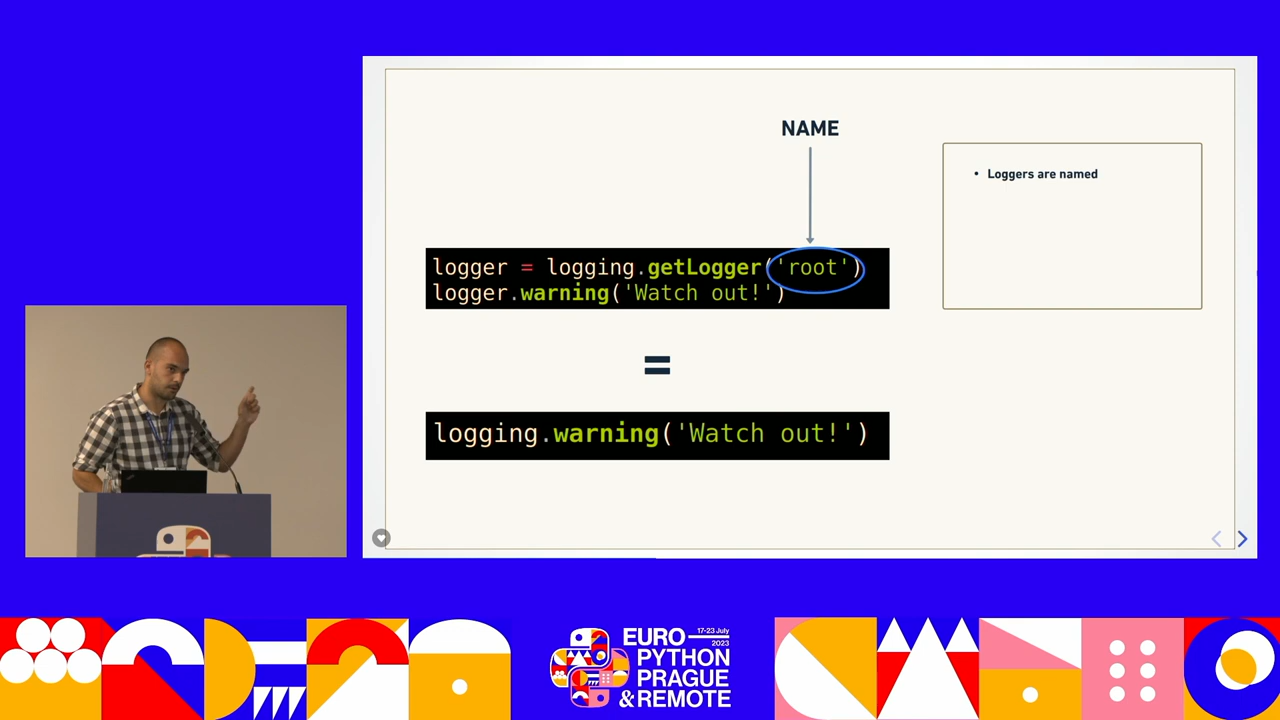 NAME
• Loggers are named
logger = logging.getLogger('root')
logger.warning('Watch out!')
=
logging.warning('Watch out!')
17-23 July
2023
EURO
PYTHON
PRAGUE
& REMOTE